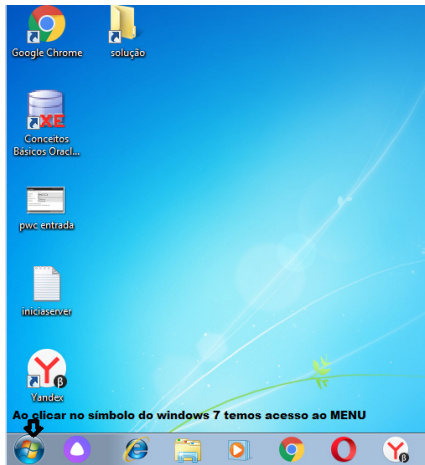 Google Chrome
solução
XE
Conceitos
Básicos Oracl...
pwc entrada
iniciaserver
Yandex
Ao clicar no símbolo do windows 7 temos acesso ao MENU